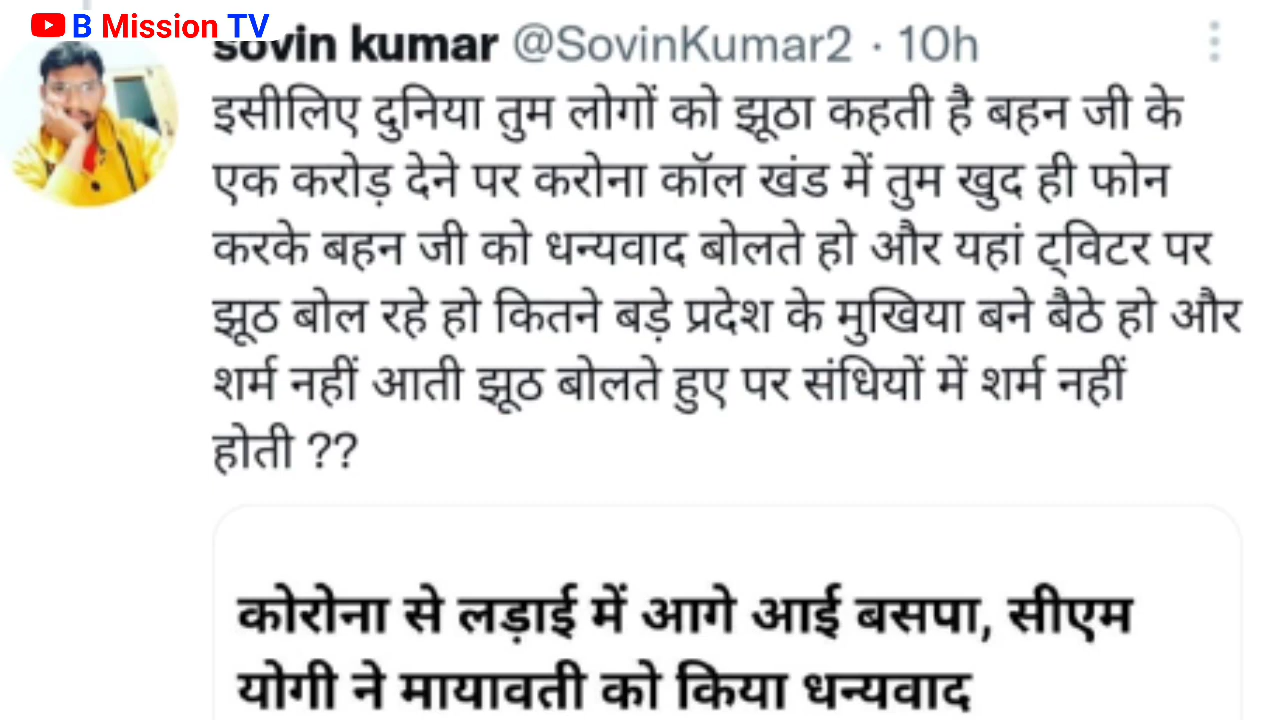 B Mission TV
sovin kumar @SovinKumar2 · 10h
इसीलिए दुनिया तुम लोगों को झूठा कहती है बहन जी के
एक करोड़ देने पर करोना कॉल खंड में तुम खुद ही फोन
करके बहन जी को धन्यवाद बोलते हो और यहां ट्विटर पर
झूठ बोल रहे हो कितने बड़े प्रदेश के मुखिया बने बैठे हो और
शर्म नहीं आती झूठ बोलते हुए पर संधियों में शर्म नहीं
होती ??
कोरोना से लड़ाई में आगे आई बसपा, सीएम
योगी ने मायावती को किया धन्यवाद